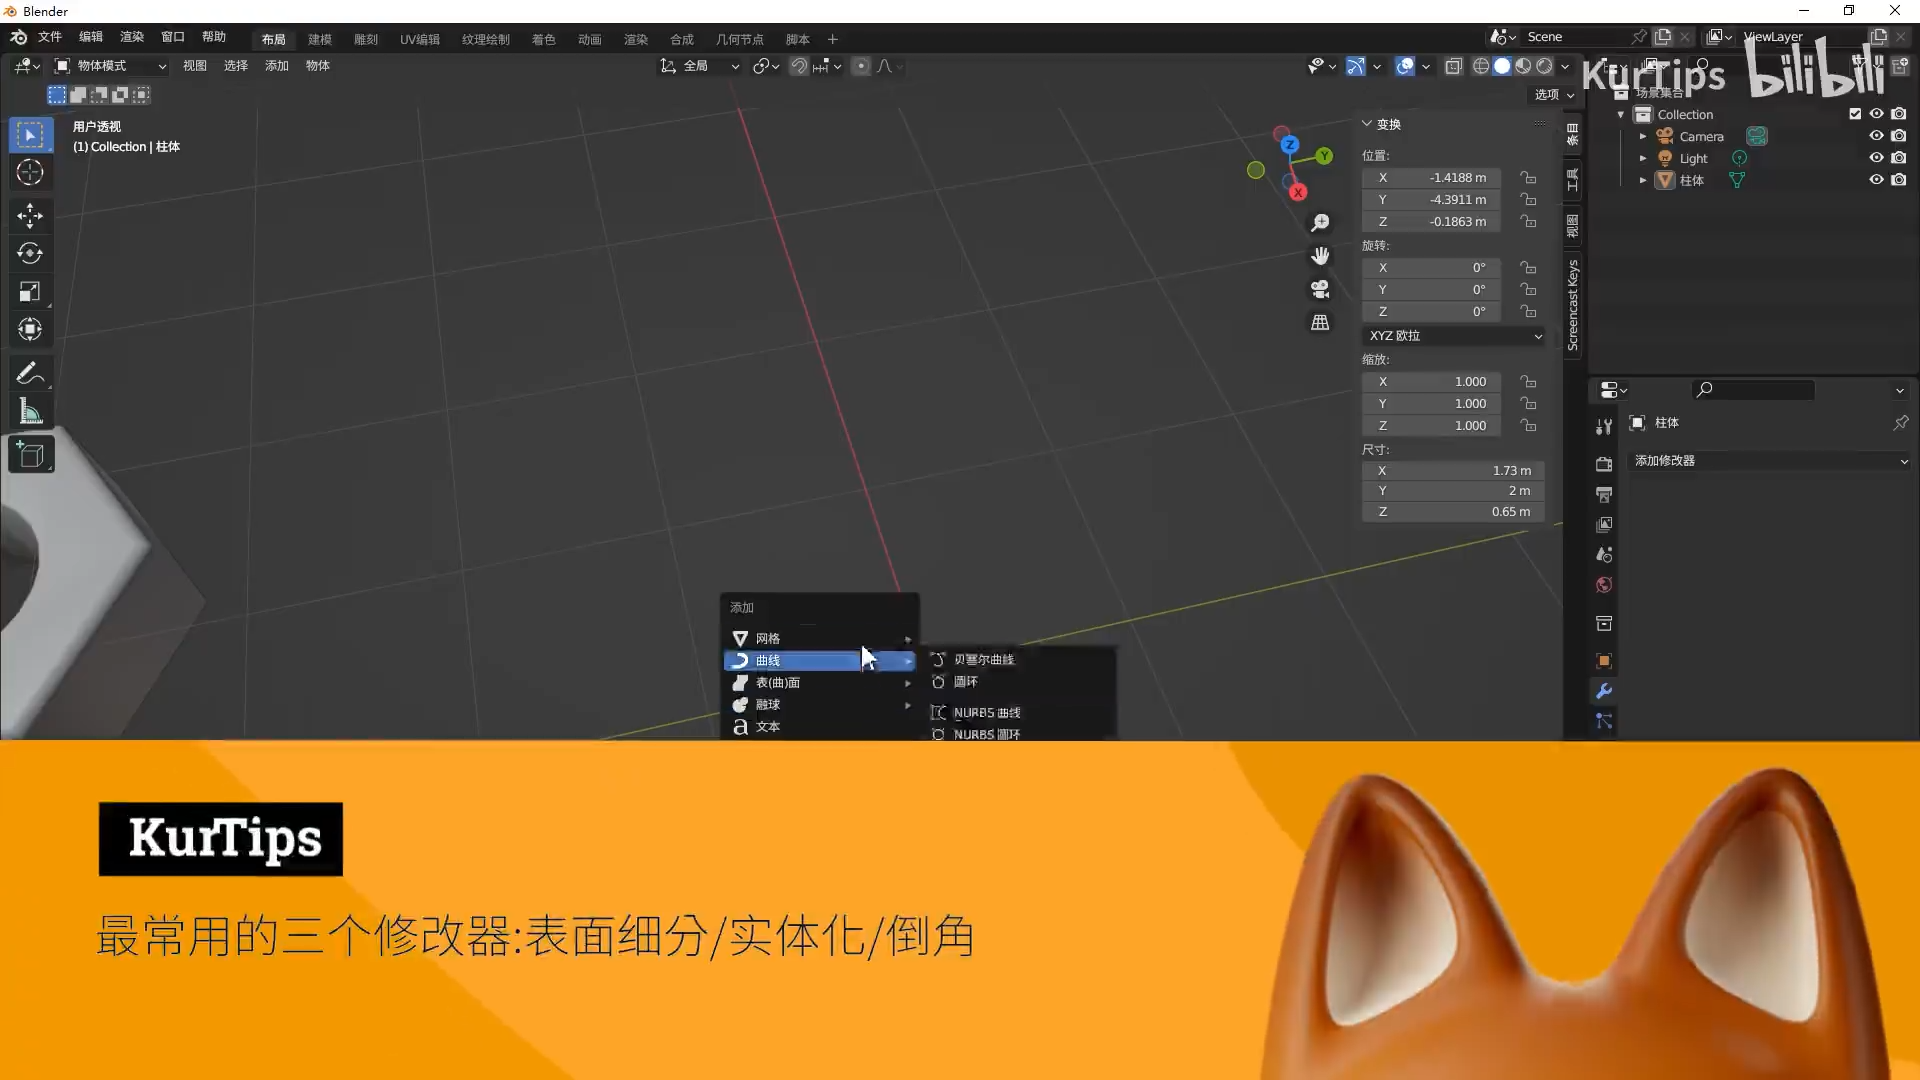 Blender
文件 编辑 渲染 窗口 帮助 布局 建模 雕刻 UV编辑 纹理绘制 着色 动画 渲染 合成 几何节点 脚本 + Scene ViewLayer
物体模式 视图 选择 添加 物体 全局
KurTips bilibili
选项
场景集合
用户透视
(1) Collection | 柱体
Collection
Camera
Light
柱体
Z
Y
X
变换
位置:
X -1.4188 m
Y -4.3911 m
Z -0.1863 m
旋转:
X 0°
Y 0°
Z 0°
XYZ 欧拉
缩放:
X 1.000
Y 1.000
Z 1.000
尺寸:
X 1.73 m
Y 2 m
Z 0.65 m
条目
工具
视图
Screencast Keys
柱体
添加修改器
添加
网格
曲线
表(曲)面
融球
文本
贝塞尔曲线
圆环
NURBS 曲线
NURBS 圆环
KurTips
最常用的三个修改器:表面细分/实体化/倒角